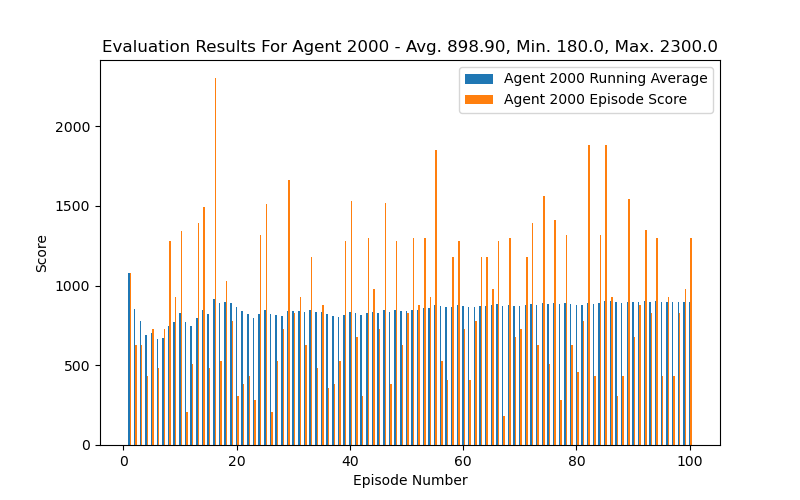 Evaluation Results For Agent 2000 - Avg. 898.90, Min. 180.0, Max. 2300.0
Agent 2000 Running Average
Agent 2000 Episode Score
2000
1500
1000
500
0
Score
0 20 40 60 80 100
Episode Number